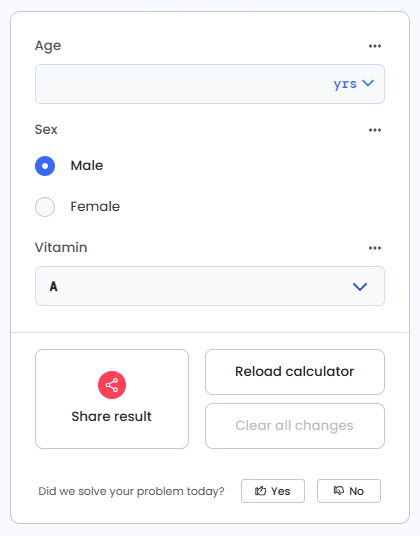 Age
yrs
Sex
Male
Female
Vitamin
A
Share result
Reload calculator
Clear all changes
Did we solve your problem today? Yes No